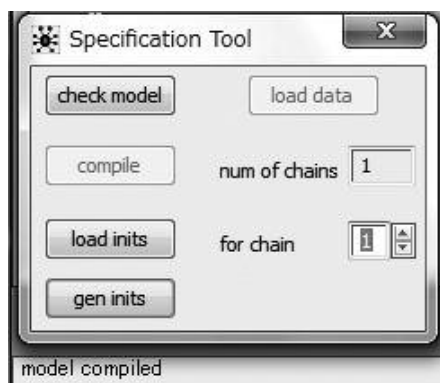 Specification Tool
check model load data
compile num of chains 1
load inits for chain 1
gen inits
model compiled